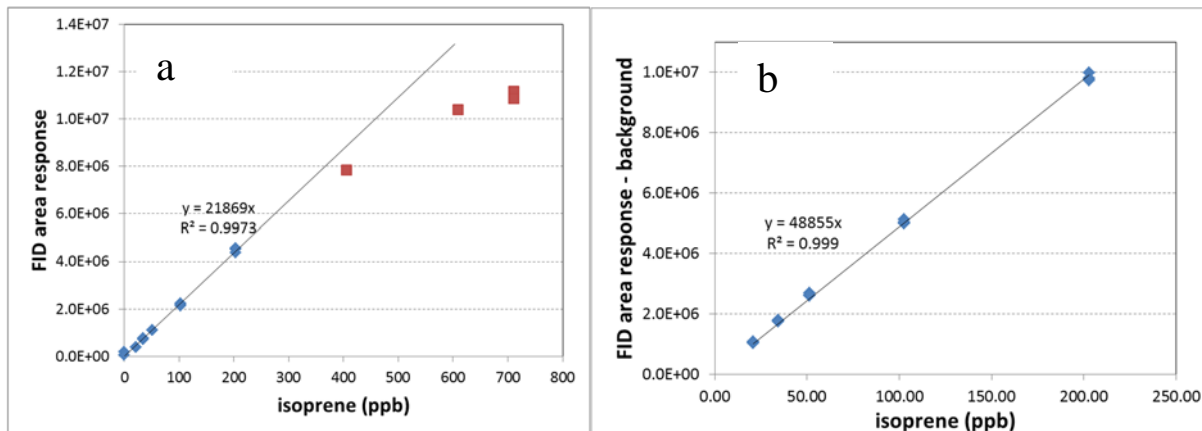 a
1.4E+07
1.2E+07
1.0E+07
8.0E+06
6.0E+06
4.0E+06
2.0E+06
0.0E+00
FID area response
y = 21869x
R² = 0.9973
0 100 200 300 400 500 600 700 800
isoprene (ppb)
b
1.0E+07
8.0E+06
6.0E+06
4.0E+06
2.0E+06
0.0E+00
FID area response - background
y = 48855x
R² = 0.999
0.00 50.00 100.00 150.00 200.00 250.00
isoprene (ppb)